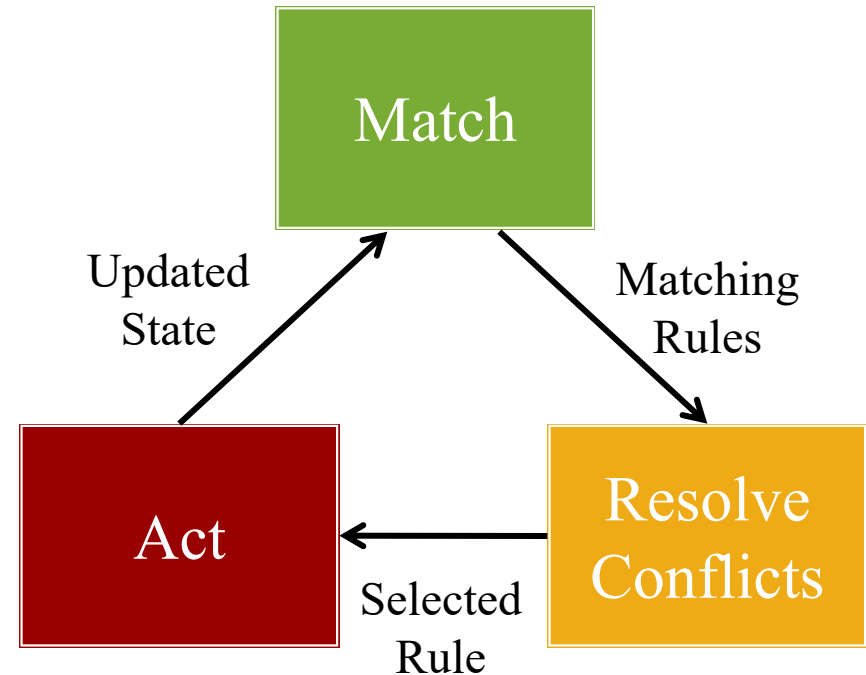 Match
Updated
State
Matching
Rules
Act
Resolve
Conflicts
Selected
Rule